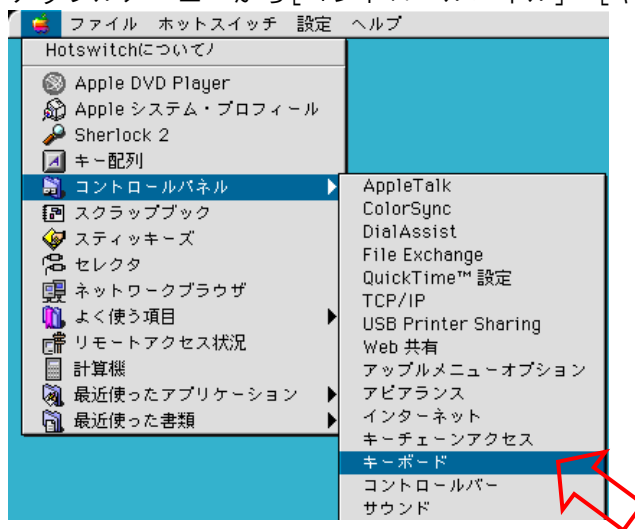 ファイル ホットスイッチ 設定 ヘルプ
Hotswitchについて/
Apple DVD Player
Apple システム・プロフィール
Sherlock 2
キー配列
コントロールパネル
スクラップブック
スティッキーズ
セレクタ
ネットワークブラウザ
よく使う項目
リモートアクセス状況
計算機
最近使ったアプリケーション
最近使った書類
AppleTalk
ColorSync
DialAssist
File Exchange
QuickTime™ 設定
TCP/IP
USB Printer Sharing
Web 共有
アップルメニューオプション
アピアランス
インターネット
キーチェーンアクセス
キーボード
コントロールバー
サウンド